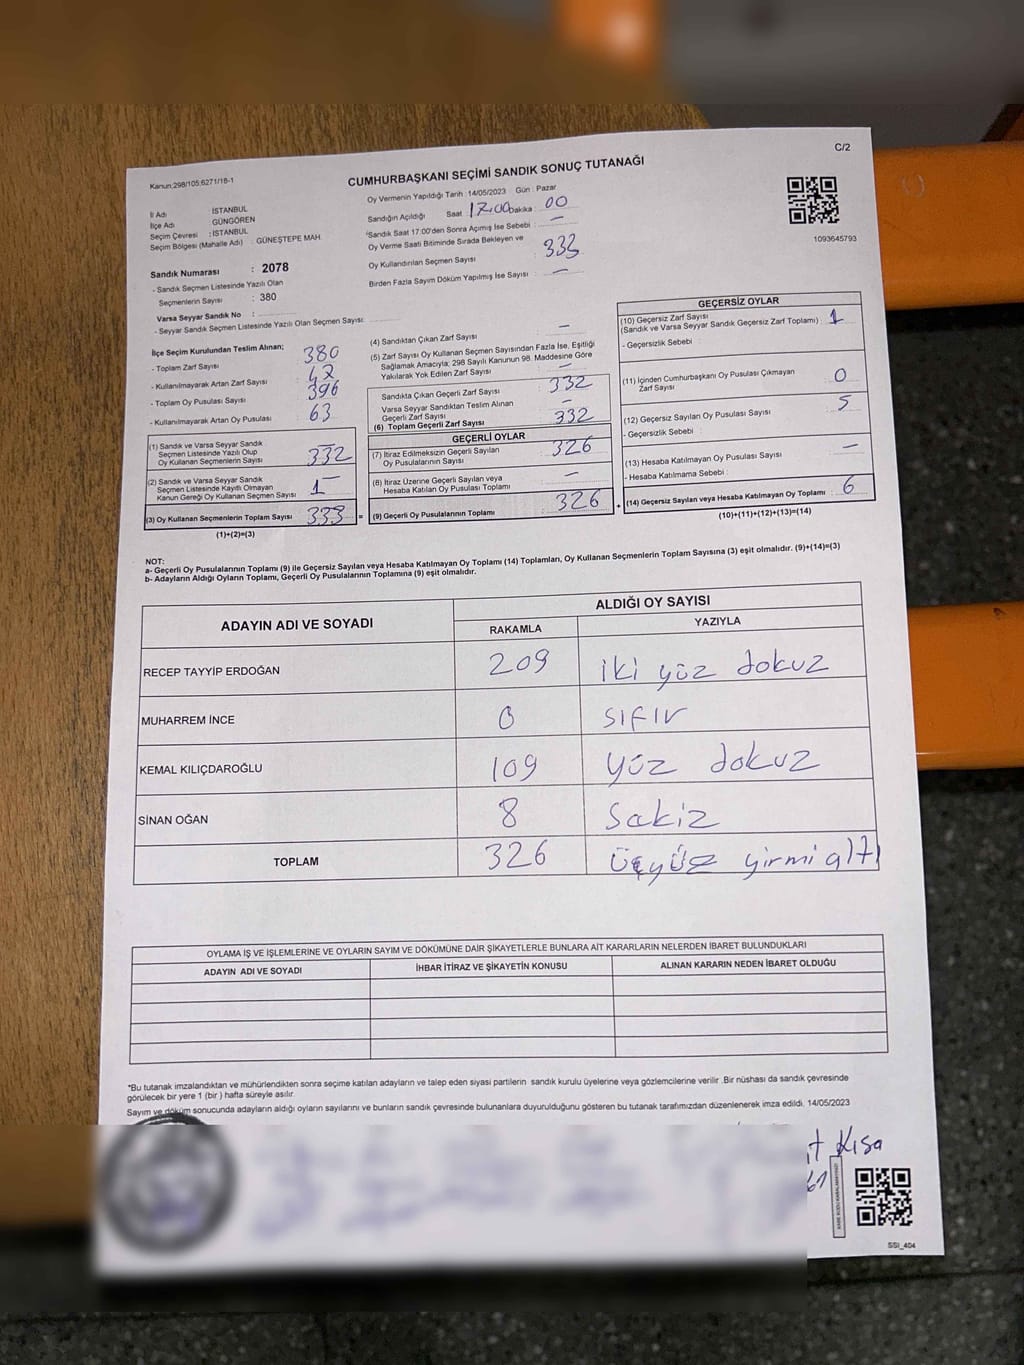 C/2
Kanun;298/105;6271/18-1
CUMHURBAŞKANI SEÇİMİ SANDIK SONUÇ TUTANAĞI
Oy Vermenin Yapıldığı Tarih : 14/05/2023 Gün : Pazar
İl Adı : İSTANBUL
İlçe Adı : GÜNGÖREN
Seçim Çevresi : İSTANBUL
Seçim Bölgesi (Mahalle Adı) : GÜNEŞTEPE MAH.
Sandığın Açıldığı Saat : 17:00 Dakika : 00
*Sandık Saat 17:00'den Sonra Açımış İse Sebebi : —
Oy Verme Saati Bitiminde Sırada Bekleyen ve
Oy Kullandırılan Seçmen Sayısı : 333
Birden Fazla Sayım Döküm Yapılmış İse Sayısı : —
1093645793
Sandık Numarası : 2078
- Sandık Seçmen Listesinde Yazılı Olan
Seçmenlerin Sayısı : 380
Varsa Seyyar Sandık No :
- Seyyar Sandık Seçmen Listesinde Yazılı Olan Seçmen Sayısı:
İlçe Seçim Kurulundan Teslim Alınan;
- Toplam Zarf Sayısı : 380
- Kullanılmayarak Artan Zarf Sayısı : 42
- Toplam Oy Pusulası Sayısı : 396
- Kullanılmayarak Artan Oy Pusulası : 63
(1) Sandık ve Varsa Seyyar Sandık
Seçmen Listesinde Yazılı Olup
Oy Kullanan Seçmenlerin Sayısı : 332
(2) Sandık ve Varsa Seyyar Sandık
Seçmen Listesinde Kayıtlı Olmayan
Kanun Gereği Oy Kullanan Seçmen Sayısı : 1
(3) Oy Kullanan Seçmenlerin Toplam Sayısı : 333 =
(1)+(2)=(3)
(4) Sandıktan Çıkan Zarf Sayısı : —
(5) Zarf Sayısı Oy Kullanan Seçmen Sayısından Fazla İse, Eşitliği
Sağlamak Amacıyla; 298 Sayılı Kanunun 98. Maddesine Göre
Yakılarak Yok Edilen Zarf Sayısı : —
Sandıkta Çıkan Geçerli Zarf Sayısı : 332
Varsa Seyyar Sandıktan Teslim Alınan
Geçerli Zarf Sayısı : —
(6) Toplam Geçerli Zarf Sayısı : 332
GEÇERLİ OYLAR
(7) İtiraz Edilmeksizin Geçerli Sayılan
Oy Pusulalarının Sayısı : 326
(8) İtiraz Üzerine Geçerli Sayılan veya
Hesaba Katılan Oy Pusulası Toplamı : —
(9) Geçerli Oy Pusulalarının Toplamı : 326 +
GEÇERSİZ OYLAR
(10) Geçersiz Zarf Sayısı
(Sandık ve Varsa Seyyar Sandık Geçersiz Zarf Toplamı) : 1
- Geçersizlik Sebebi :
(11) İçinden Cumhurbaşkanı Oy Pusulası Çıkmayan
Zarf Sayısı : 0
(12) Geçersiz Sayılan Oy Pusulası Sayısı : 5
- Geçersizlik Sebebi :
(13) Hesaba Katılmayan Oy Pusulası Sayısı : —
- Hesaba Katılmama Sebebi :
(14) Geçersiz Sayılan veya Hesaba Katılmayan Oy Toplamı : 6
(10)+(11)+(12)+(13)=(14)
NOT:
a- Geçerli Oy Pusulalarının Toplamı (9) ile Geçersiz Sayılan veya Hesaba Katılmayan Oy Toplamı (14) Toplamları, Oy Kullanan Seçmenlerin Toplam Sayısına (3) eşit olmalıdır. (9)+(14)=(3)
b- Adayların Aldığı Oyların Toplamı, Geçerli Oy Pusulalarının Toplamına (9) eşit olmalıdır.
ADAYIN ADI VE SOYADI
ALDIĞI OY SAYISI
RAKAMLA YAZIYLA
RECEP TAYYİP ERDOĞAN 209 iki yüz dokuz
MUHARREM İNCE 0 sıfır
KEMAL KILIÇDAROĞLU 109 yüz dokuz
SİNAN OĞAN 8 Sekiz
TOPLAM 326 üçyüz yirmi altı
OYLAMA İŞ VE İŞLEMLERİNE VE OYLARIN SAYIM VE DÖKÜMÜNE DAİR ŞİKAYETLERLE BUNLARA AİT KARARLARIN NELERDEN İBARET BULUNDUKLARI
ADAYIN ADI VE SOYADI İHBAR İTİRAZ VE ŞİKAYETİN KONUSU ALINAN KARARIN NEDEN İBARET OLDUĞU
*Bu tutanak imzalandıktan ve mühürlendikten sonra seçime katılan adayların ve talep eden siyasi partilerin sandık kurulu üyelerine veya gözlemcilerine verilir .Bir nüshası da sandık çevresinde
görülecek bir yere 1 (bir ) hafta süreyle asılır.
Sayım ve döküm sonucunda adayların aldığı oyların sayılarını ve bunların sandık çevresinde bulunanlara duyurulduğunu gösteren bu tutanak tarafımızdan düzenlenerek imza edildi. 14/05/2023
Kısa
61
SSI_404